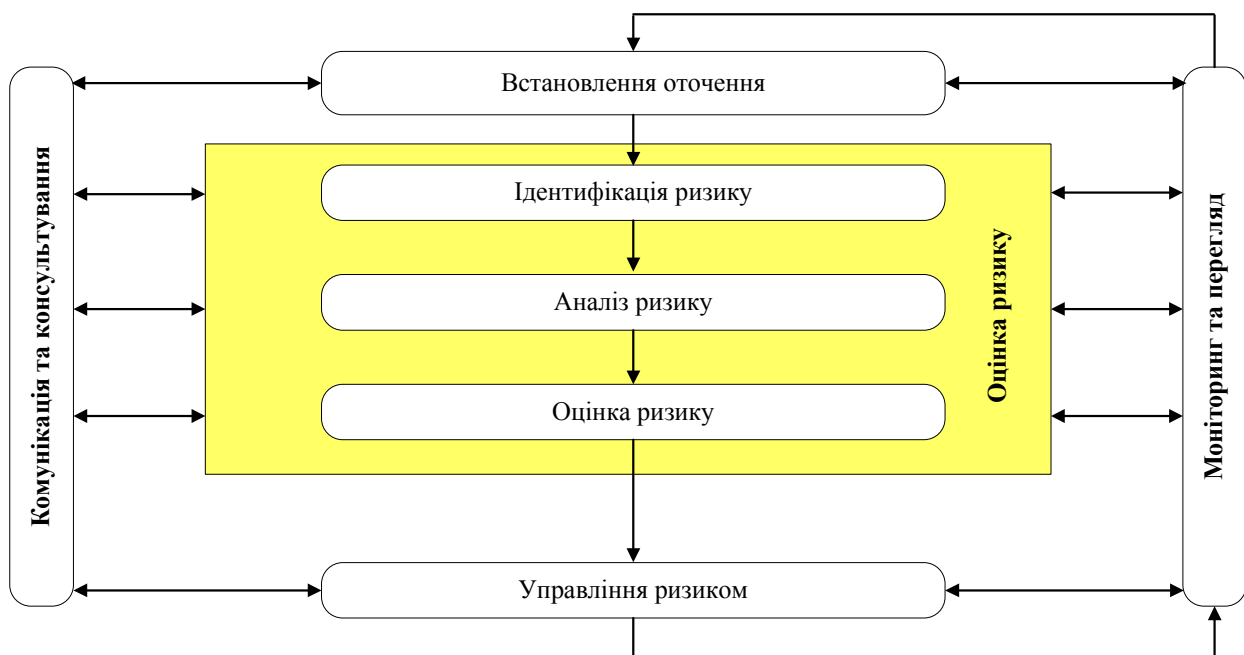 Встановлення оточення
Комунікація та консультування
Ідентифікація ризику
Аналіз ризику
Оцінка ризику
Оцінка ризику
Моніторинг та перегляд
Управління ризиком